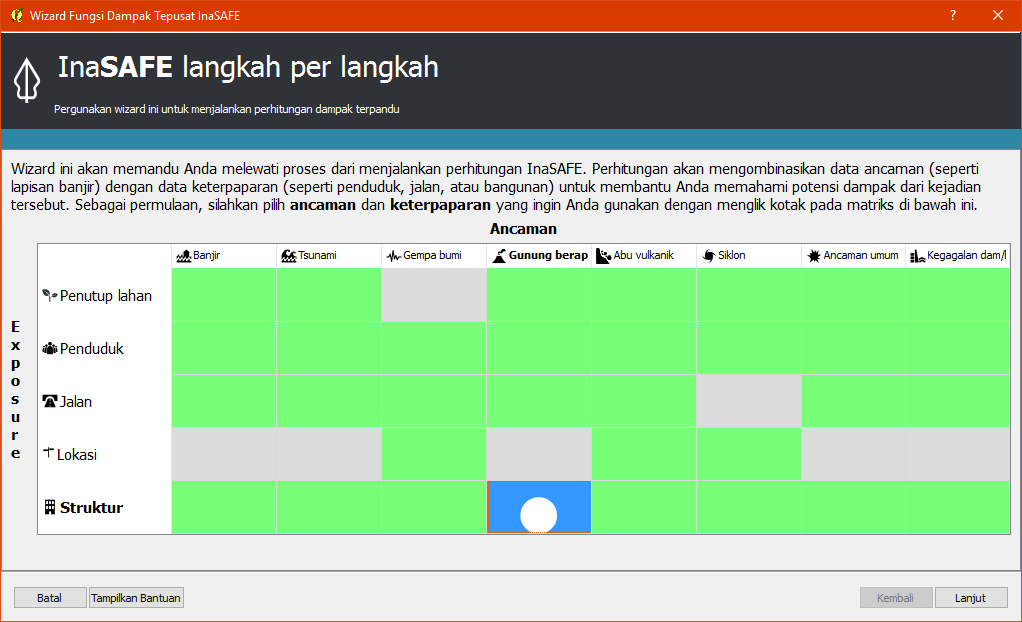 Wizard Fungsi Dampak Tepusat InaSAFE
InaSAFE langkah per langkah
Pergunakan wizard ini untuk menjalankan perhitungan dampak terpandu
Wizard ini akan memandu Anda melewati proses dari menjalankan perhitungan InaSAFE. Perhitungan akan mengombinasikan data ancaman (seperti
lapisan banjir) dengan data keterpaparan (seperti penduduk, jalan, atau bangunan) untuk membantu Anda memahami potensi dampak dari kejadian
tersebut. Sebagai permulaan, silahkan pilih ancaman dan keterpaparan yang ingin Anda gunakan dengan menglik kotak pada matriks di bawah ini.
Ancaman
Banjir Tsunami Gempa bumi Gunung berap Abu vulkanik Siklon Ancaman umum Kegagalan dam/l
Exposure
Penutup lahan
Penduduk
Jalan
Lokasi
Struktur
Batal Tampilkan Bantuan Kembali Lanjut